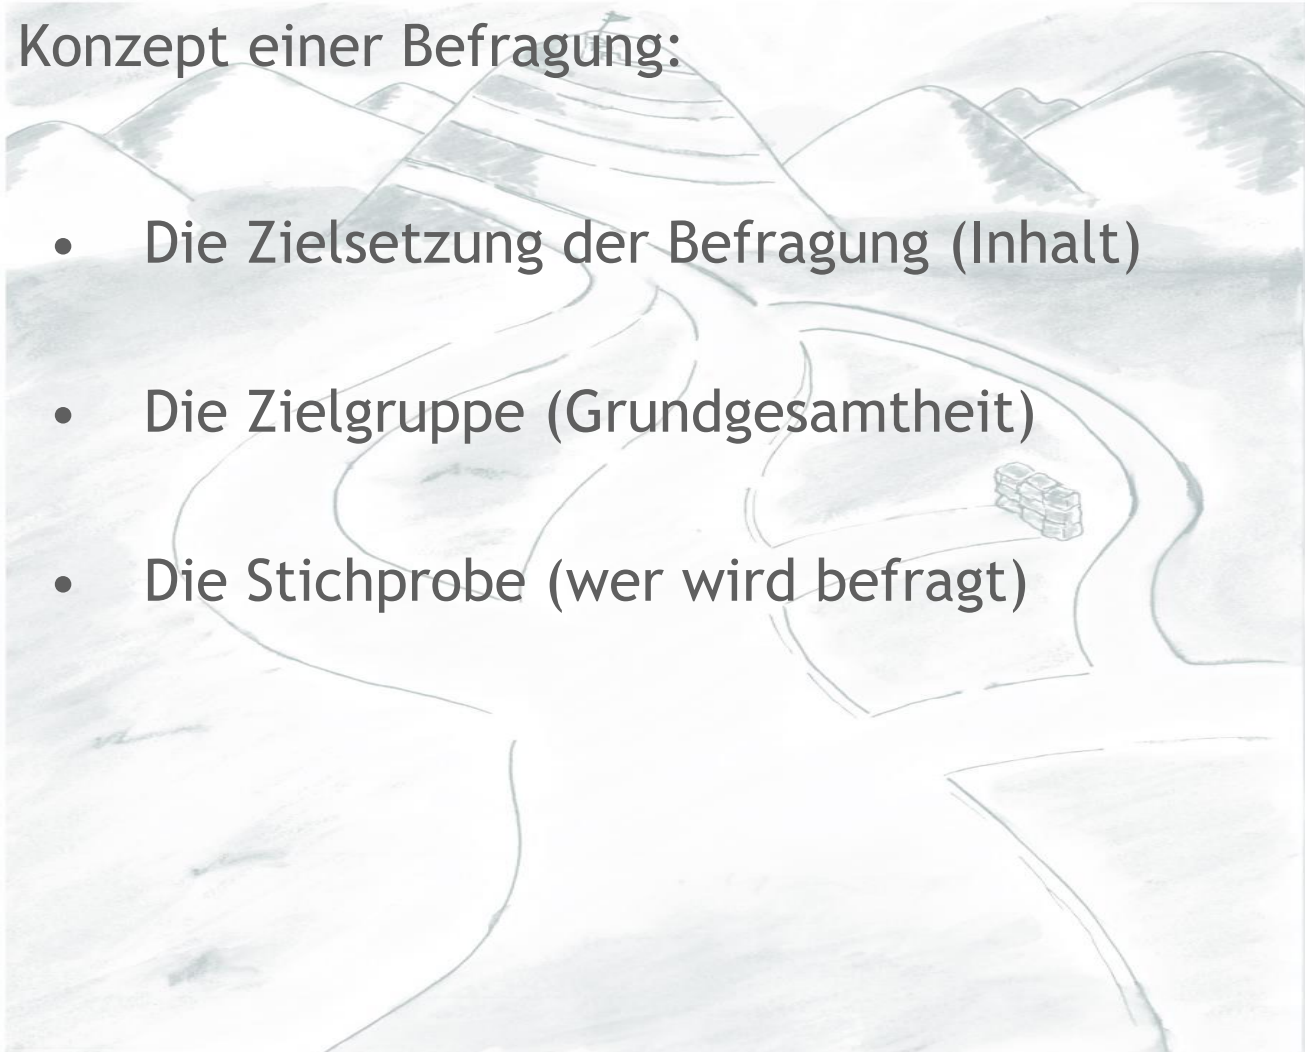 Konzept einer Befragung:
• Die Zielsetzung der Befragung (Inhalt)
• Die Zielgruppe (Grundgesamtheit)
• Die Stichprobe (wer wird befragt)